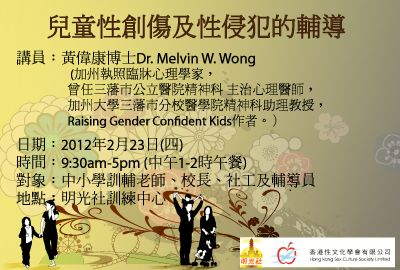 兒童性創傷及性侵犯的輔導
講員：黃偉康博士Dr. Melvin W. Wong
(加州執照臨牀心理學家，
曾任三藩市公立醫院精神科 主治心理醫師，
加州大學三藩市分校醫學院精神科助理教授，
Raising Gender Confident Kids作者。）
日期：2012年2月23日(四)
時間：9:30am-5pm (中午1-2時午餐)
對象：中小學訓輔老師、校長、社工及輔導員
地點：明光社訓練中心
明光社
香港性文化學會有限公司
Hong Kong Sex Culture Society Limited